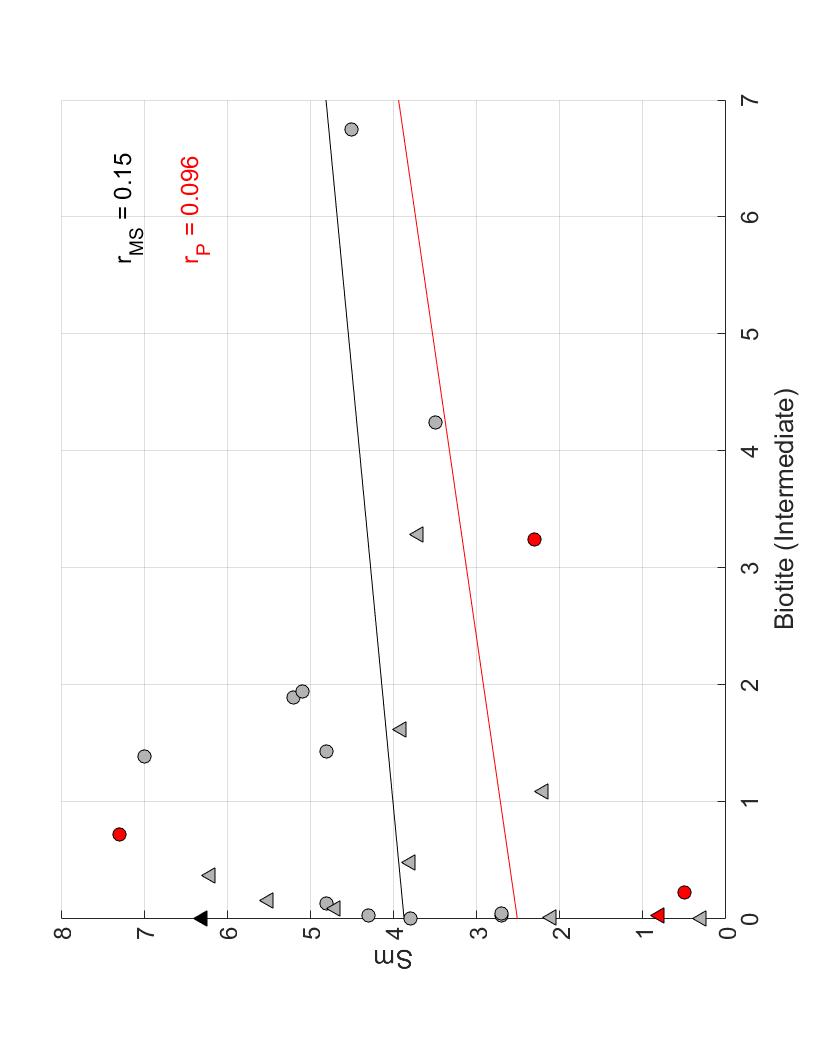 8
7
6
5
4
3
2
1
0
Sm
r_MS = 0.15
r_P = 0.096
0 1 2 3 4 5 6 7
Biotite (Intermediate)